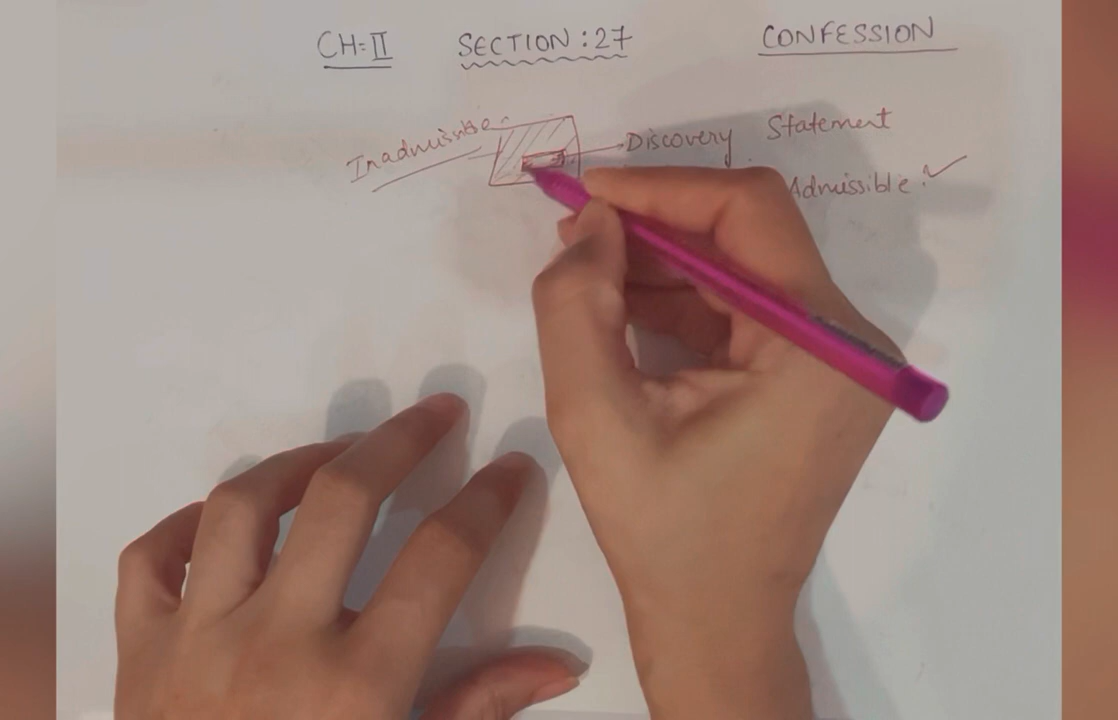 CH=II SECTION:27 CONFESSION
Inadmissible
Discovery Statement
Admissible ✓